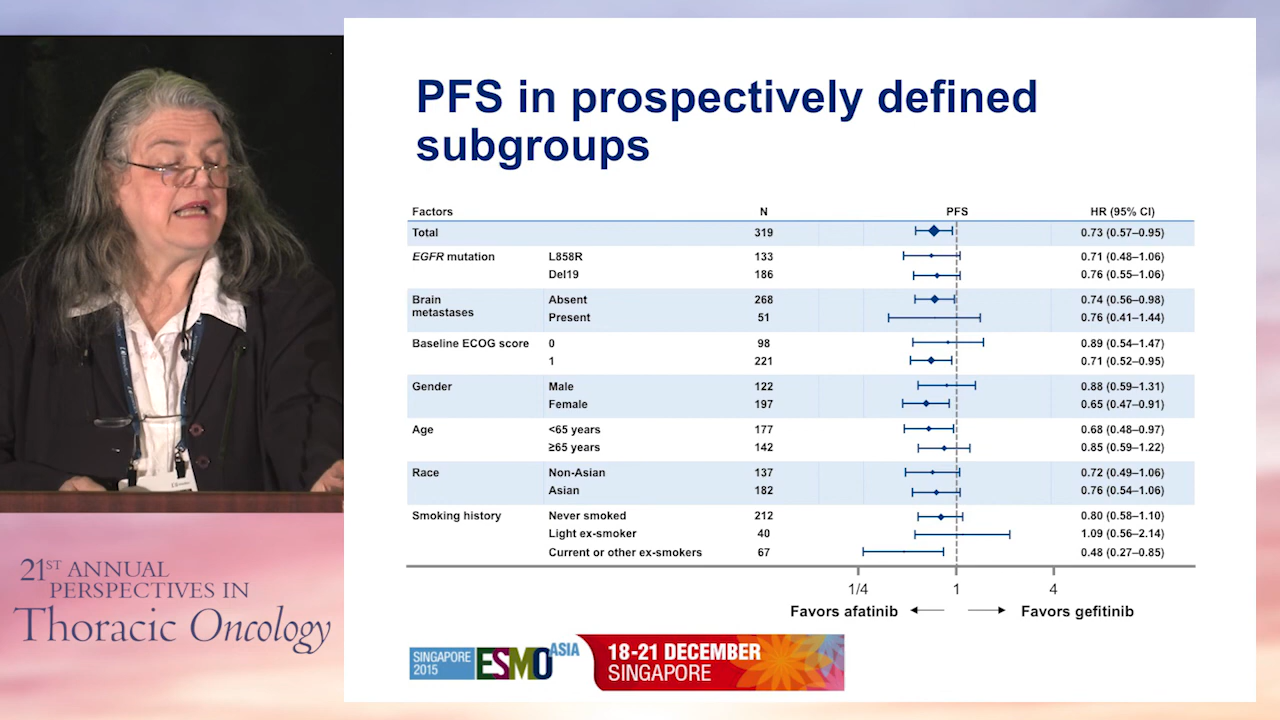 PFS in prospectively defined
subgroups
Factors N PFS HR (95% CI)
Total 319 0.73 (0.57–0.95)
EGFR mutation L858R 133 0.71 (0.48–1.06)
Del19 186 0.76 (0.55–1.06)
Brain metastases Absent 268 0.74 (0.56–0.98)
Present 51 0.76 (0.41–1.44)
Baseline ECOG score 0 98 0.89 (0.54–1.47)
1 221 0.71 (0.52–0.95)
Gender Male 122 0.88 (0.59–1.31)
Female 197 0.65 (0.47–0.91)
Age <65 years 177 0.68 (0.48–0.97)
≥65 years 142 0.85 (0.59–1.22)
Race Non-Asian 137 0.72 (0.49–1.06)
Asian 182 0.76 (0.54–1.06)
Smoking history Never smoked 212 0.80 (0.58–1.10)
Light ex-smoker 40 1.09 (0.56–2.14)
Current or other ex-smokers 67 0.48 (0.27–0.85)
1/4 1 4
Favors afatinib Favors gefitinib
SINGAPORE
2015
ESMO ASIA
18-21 DECEMBER
SINGAPORE
21ST ANNUAL
PERSPECTIVES IN
Thoracic Oncology